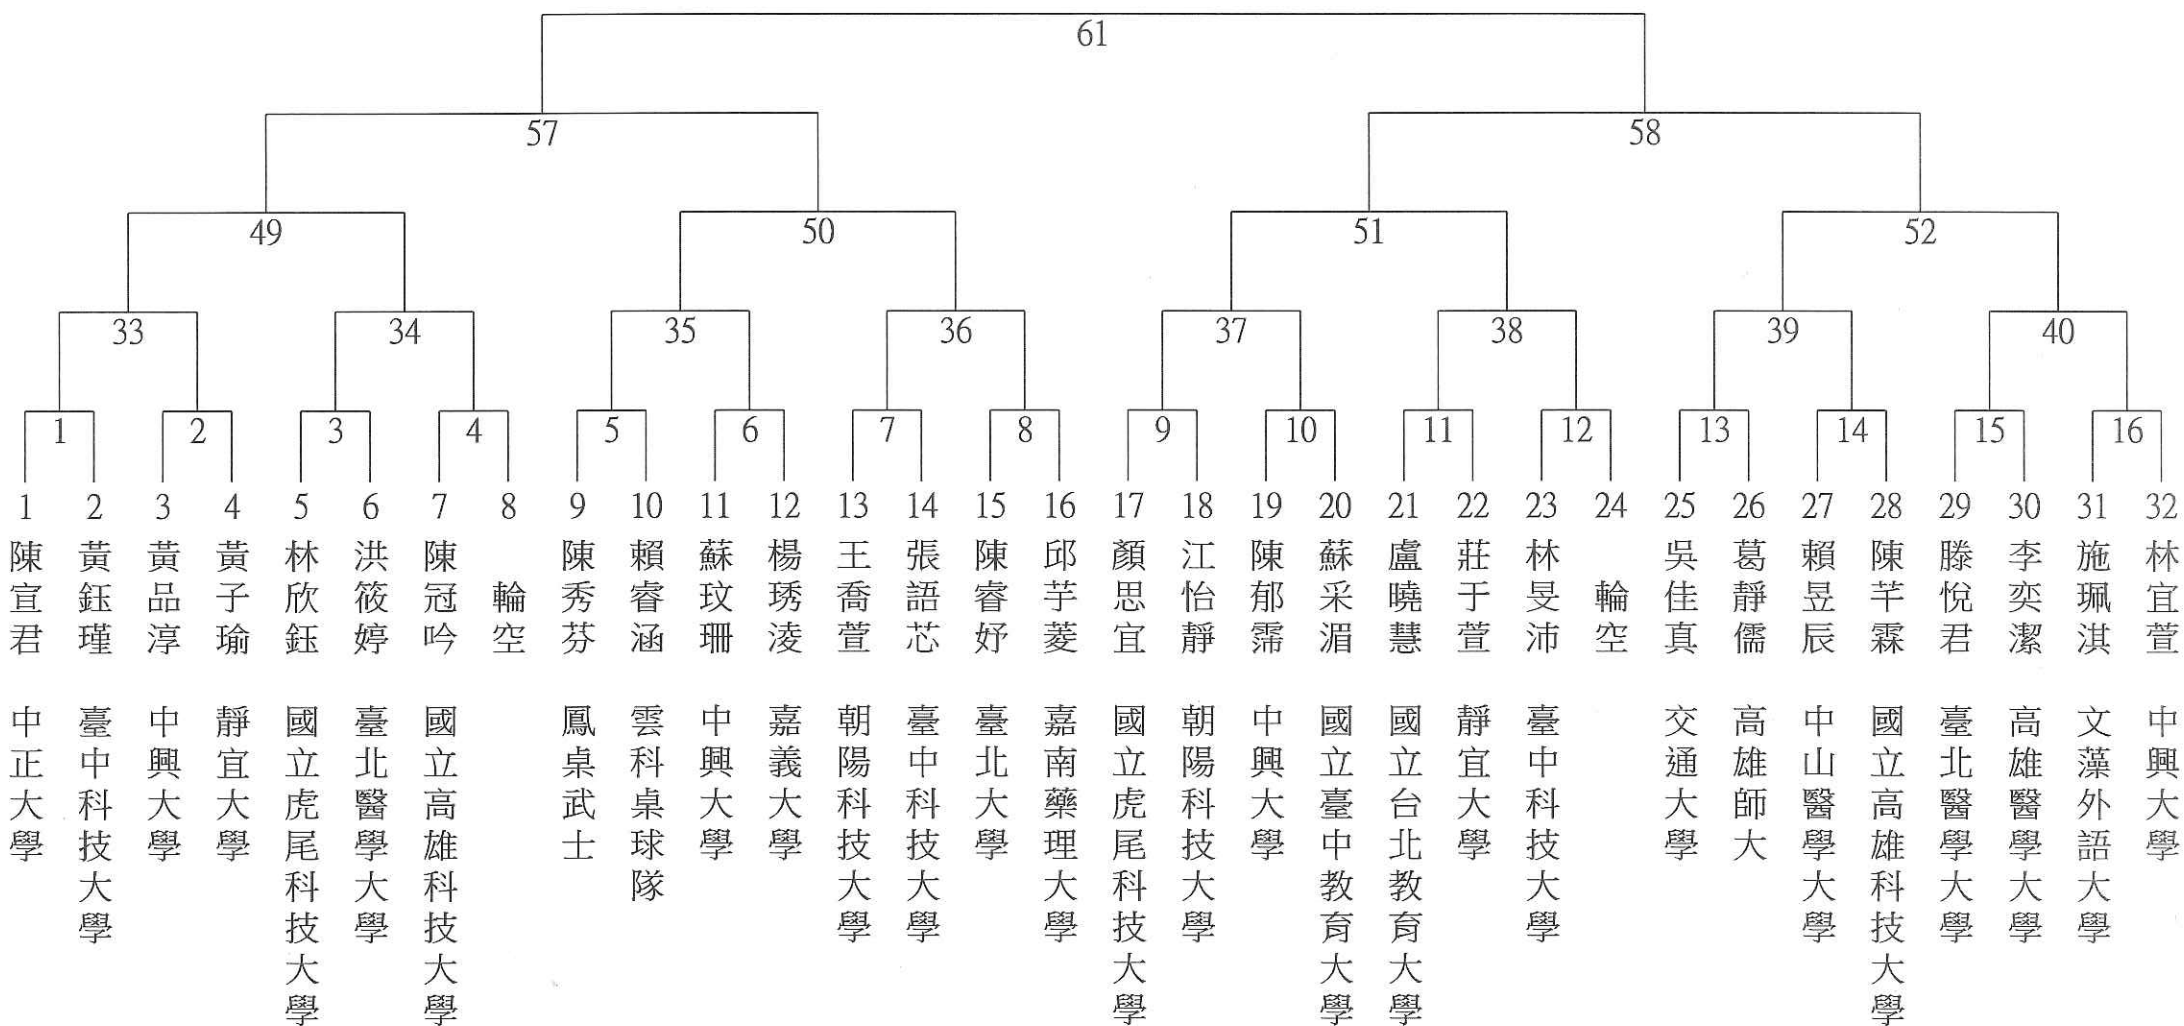 61
57 58
49 50 51 52
33 34 35 36 37 38 39 40
1 2 3 4 5 6 7 8 9 10 11 12 13 14 15 16
1 陳宣君 中正大學
2 黃鈺瑾 臺中科技大學
3 黃品淳 中興大學
4 黃子瑜 靜宜大學
5 林欣鈺 國立虎尾科技大學
6 洪筱婷 臺北醫學大學
7 陳冠吟 國立高雄科技大學
8 輪空
9 陳秀芬 鳳桌武士
10 賴睿涵 雲科桌球隊
11 蘇玟珊 中興大學
12 楊琇淩 嘉義大學
13 王喬萱 朝陽科技大學
14 張語芯 臺中科技大學
15 陳睿妤 臺北大學
16 邱芋菱 嘉南藥理大學
17 顏思宜 國立虎尾科技大學
18 江怡靜 朝陽科技大學
19 陳郁霈 中興大學
20 蘇采湄 國立臺中教育大學
21 盧曉慧 國立台北教育大學
22 莊于萱 靜宜大學
23 林旻沛 臺中科技大學
24 輪空
25 吳佳真 交通大學
26 葛靜儒 高雄師大
27 賴昱辰 中山醫學大學
28 陳芊霖 國立高雄科技大學
29 滕悅君 臺北醫學大學
30 李奕潔 高雄醫學大學
31 施珮淇 文藻外語大學
32 林宜萱 中興大學